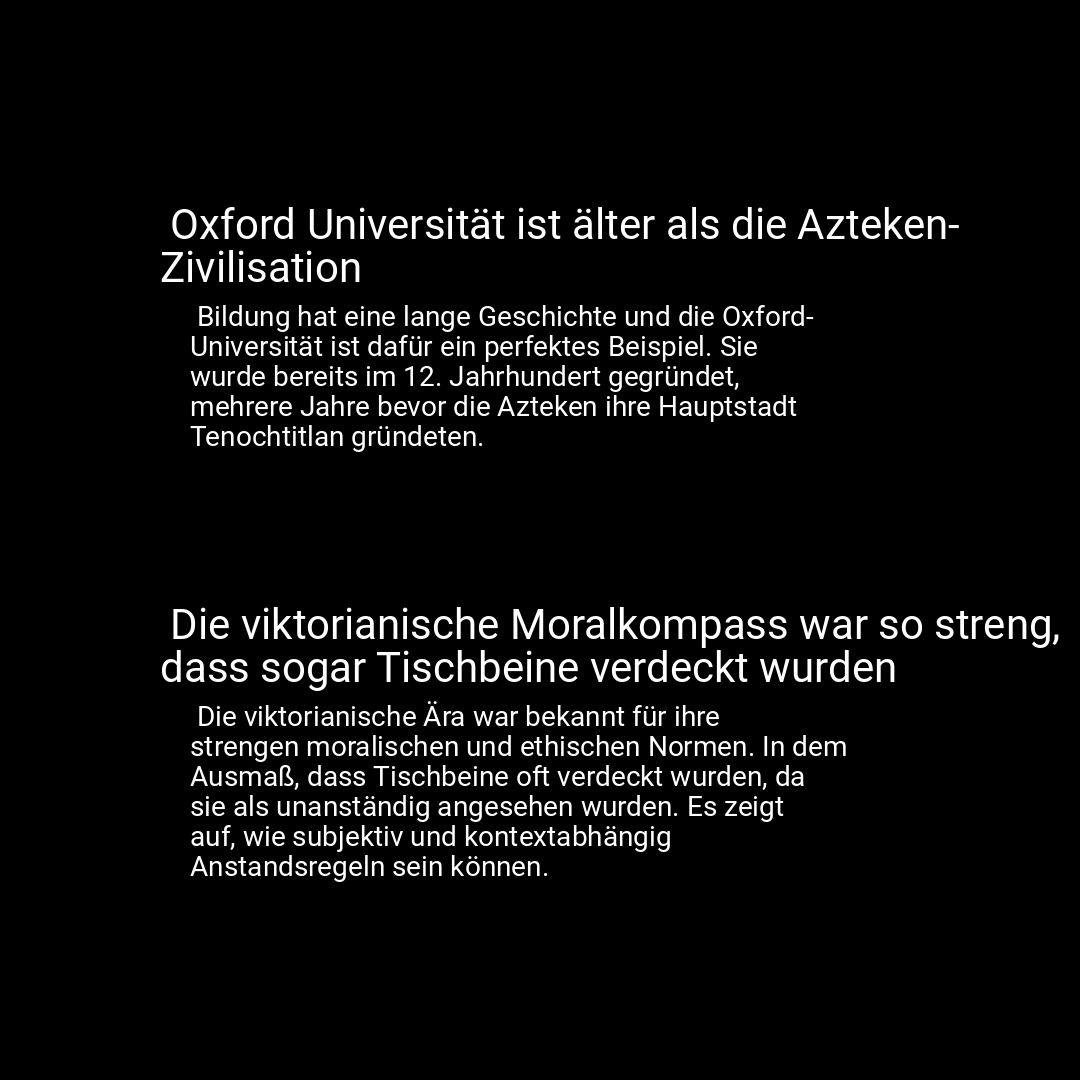 Oxford Universität ist älter als die Azteken-
Zivilisation
Bildung hat eine lange Geschichte und die Oxford-
Universität ist dafür ein perfektes Beispiel. Sie
wurde bereits im 12. Jahrhundert gegründet,
mehrere Jahre bevor die Azteken ihre Hauptstadt
Tenochtitlan gründeten.
Die viktorianische Moralkompass war so streng,
dass sogar Tischbeine verdeckt wurden
Die viktorianische Ära war bekannt für ihre
strengen moralischen und ethischen Normen. In dem
Ausmaß, dass Tischbeine oft verdeckt wurden, da
sie als unanständig angesehen wurden. Es zeigt
auf, wie subjektiv und kontextabhängig
Anstandsregeln sein können.